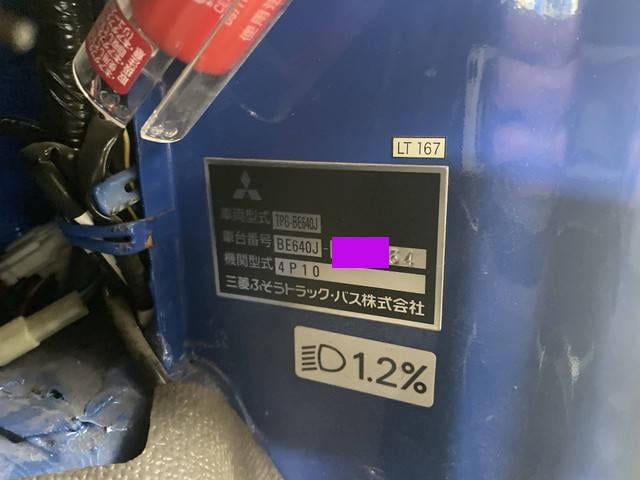 LT 167
車両型式 TPG-BE640J
車台番号 BE640J- 34
機関型式 4P10
三菱ふそうトラック・バス株式会社
1.2%